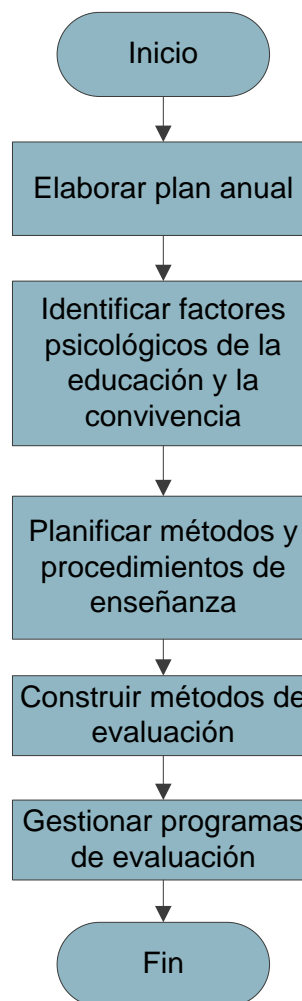 Inicio
Elaborar plan anual
Identificar factores
psicológicos de la
educación y la
convivencia
Planificar métodos y
procedimientos de
enseñanza
Construir métodos de
evaluación
Gestionar programas
de evaluación
Fin